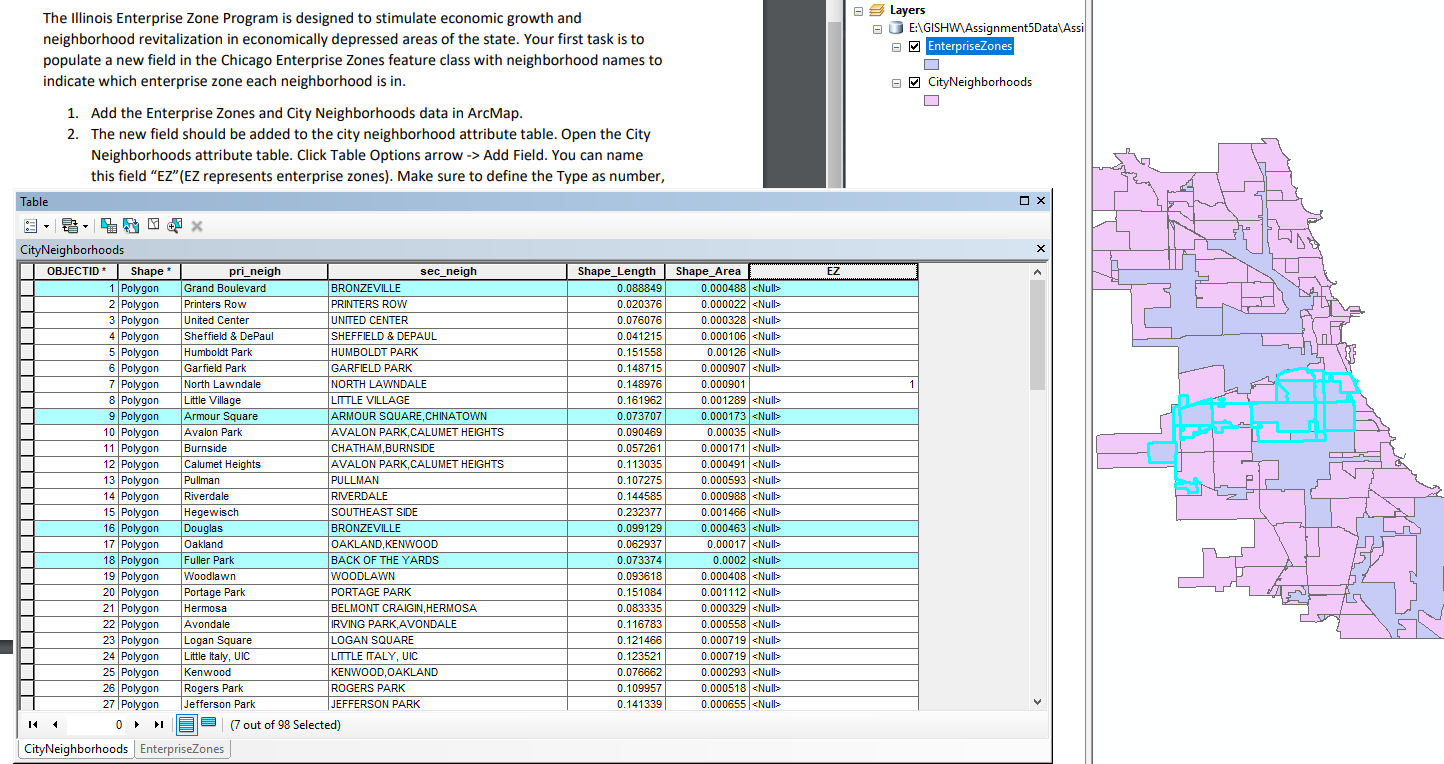 The Illinois Enterprise Zone Program is designed to stimulate economic growth and
neighborhood revitalization in economically depressed areas of the state. Your first task is to
populate a new field in the Chicago Enterprise Zones feature class with neighborhood names to
indicate which enterprise zone each neighborhood is in.
1. Add the Enterprise Zones and City Neighborhoods data in ArcMap.
2. The new field should be added to the city neighborhood attribute table. Open the City
Neighborhoods attribute table. Click Table Options arrow -> Add Field. You can name
this field “EZ”(EZ represents enterprise zones). Make sure to define the Type as number,
Layers
E:\GISHW\Assignment5Data\Assi
EnterpriseZones
CityNeighborhoods
Table
CityNeighborhoods
OBJECTID * Shape * pri_neigh sec_neigh Shape_Length Shape_Area EZ
1 Polygon Grand Boulevard BRONZEVILLE 0.088849 0.000488 <Null>
2 Polygon Printers Row PRINTERS ROW 0.020376 0.000022 <Null>
3 Polygon United Center UNITED CENTER 0.076076 0.000328 <Null>
4 Polygon Sheffield & DePaul SHEFFIELD & DEPAUL 0.041215 0.000106 <Null>
5 Polygon Humboldt Park HUMBOLDT PARK 0.151558 0.00126 <Null>
6 Polygon Garfield Park GARFIELD PARK 0.148715 0.000907 <Null>
7 Polygon North Lawndale NORTH LAWNDALE 0.148976 0.000901 1
8 Polygon Little Village LITTLE VILLAGE 0.161962 0.001289 <Null>
9 Polygon Armour Square ARMOUR SQUARE,CHINATOWN 0.073707 0.000173 <Null>
10 Polygon Avalon Park AVALON PARK,CALUMET HEIGHTS 0.090469 0.00035 <Null>
11 Polygon Burnside CHATHAM,BURNSIDE 0.057261 0.000171 <Null>
12 Polygon Calumet Heights AVALON PARK,CALUMET HEIGHTS 0.113035 0.000491 <Null>
13 Polygon Pullman PULLMAN 0.107275 0.000593 <Null>
14 Polygon Riverdale RIVERDALE 0.144585 0.000988 <Null>
15 Polygon Hegewisch SOUTHEAST SIDE 0.232377 0.001466 <Null>
16 Polygon Douglas BRONZEVILLE 0.099129 0.000463 <Null>
17 Polygon Oakland OAKLAND,KENWOOD 0.062937 0.00017 <Null>
18 Polygon Fuller Park BACK OF THE YARDS 0.073374 0.0002 <Null>
19 Polygon Woodlawn WOODLAWN 0.093618 0.000408 <Null>
20 Polygon Portage Park PORTAGE PARK 0.151084 0.001112 <Null>
21 Polygon Hermosa BELMONT CRAIGIN,HERMOSA 0.083335 0.000329 <Null>
22 Polygon Avondale IRVING PARK,AVONDALE 0.116783 0.000558 <Null>
23 Polygon Logan Square LOGAN SQUARE 0.121466 0.000719 <Null>
24 Polygon Little Italy, UIC LITTLE ITALY, UIC 0.123521 0.000719 <Null>
25 Polygon Kenwood KENWOOD,OAKLAND 0.076662 0.000293 <Null>
26 Polygon Rogers Park ROGERS PARK 0.109957 0.000518 <Null>
27 Polygon Jefferson Park JEFFERSON PARK 0.141339 0.000655 <Null>
0 (7 out of 98 Selected)
CityNeighborhoods EnterpriseZones